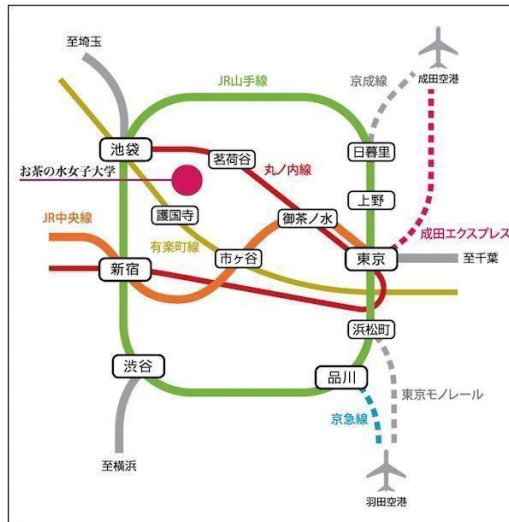 至埼玉
JR山手線
京成線
成田空港
池袋
茗荷谷
丸ノ内線
日暮里
お茶の水女子大学
上野
護国寺
御茶ノ水
JR中央線
有楽町線
成田エクスプレス
新宿
市ヶ谷
東京
至千葉
浜松町
渋谷
品川
東京モノレール
京急線
至横浜
羽田空港